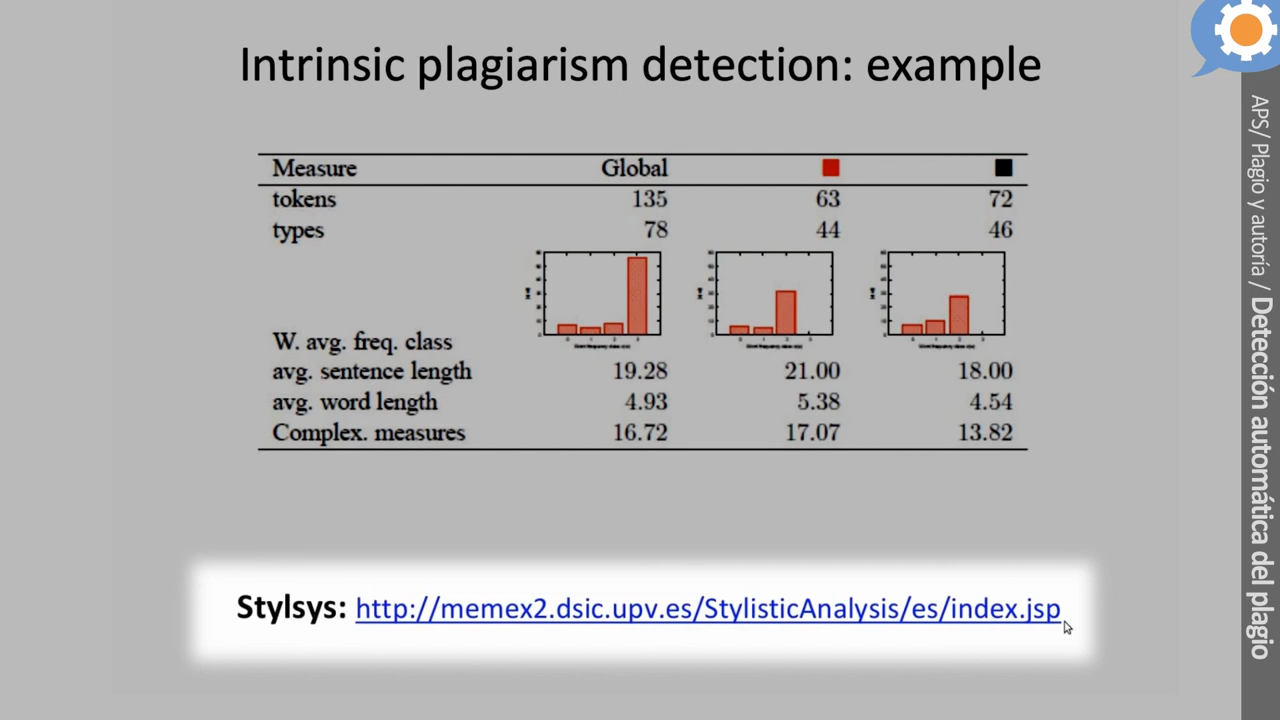 Intrinsic plagiarism detection: example
Measure Global
tokens 135 63 72
types 78 44 46
W. avg. freq. class
avg. sentence length 19.28 21.00 18.00
avg. word length 4.93 5.38 4.54
Complex. measures 16.72 17.07 13.82
Stylsys: http://memex2.dsic.upv.es/StylisticAnalysis/es/index.jsp
APS/ Plagio y autoría / Detección automática del plagio